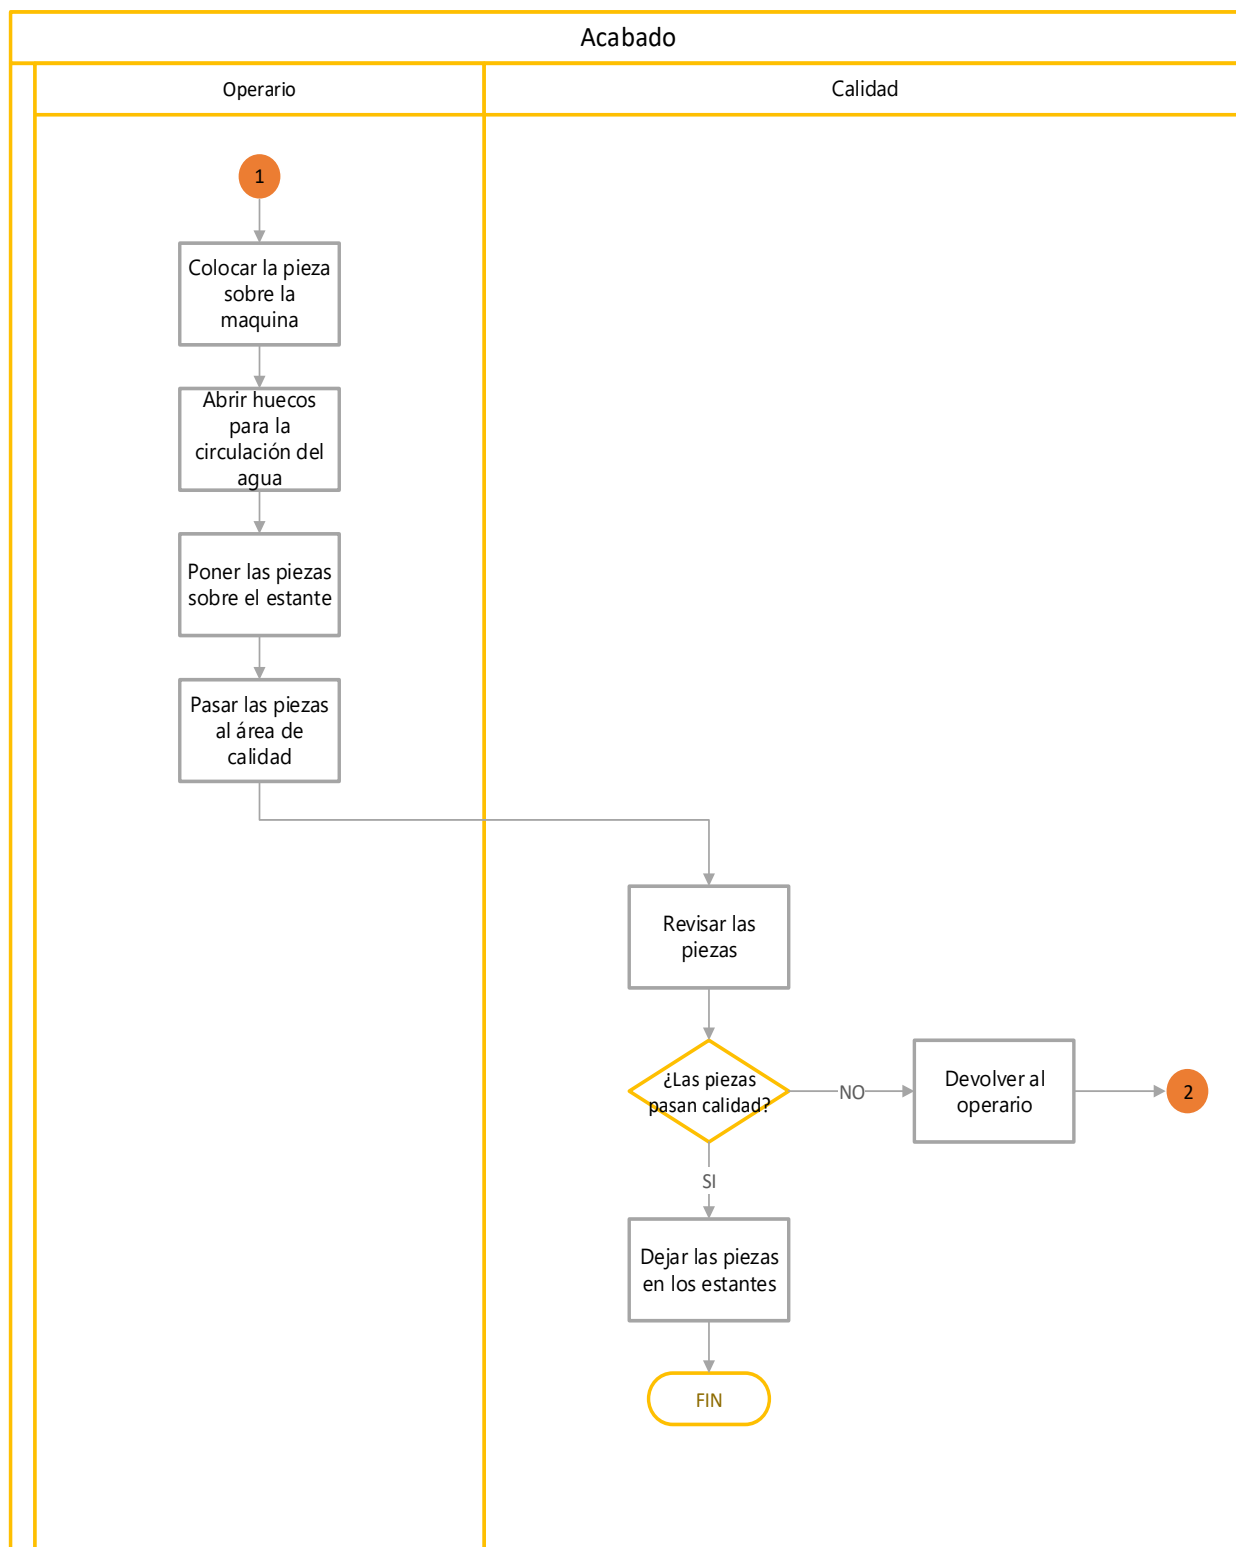 Acabado
Operario
Calidad
1
Colocar la pieza
sobre la
maquina
Abrir huecos
para la
circulación del
agua
Poner las piezas
sobre el estante
Pasar las piezas
al área de
calidad
Revisar las
piezas
¿Las piezas
pasan calidad?
NO
Devolver al
operario
2
SI
Dejar las piezas
en los estantes
FIN